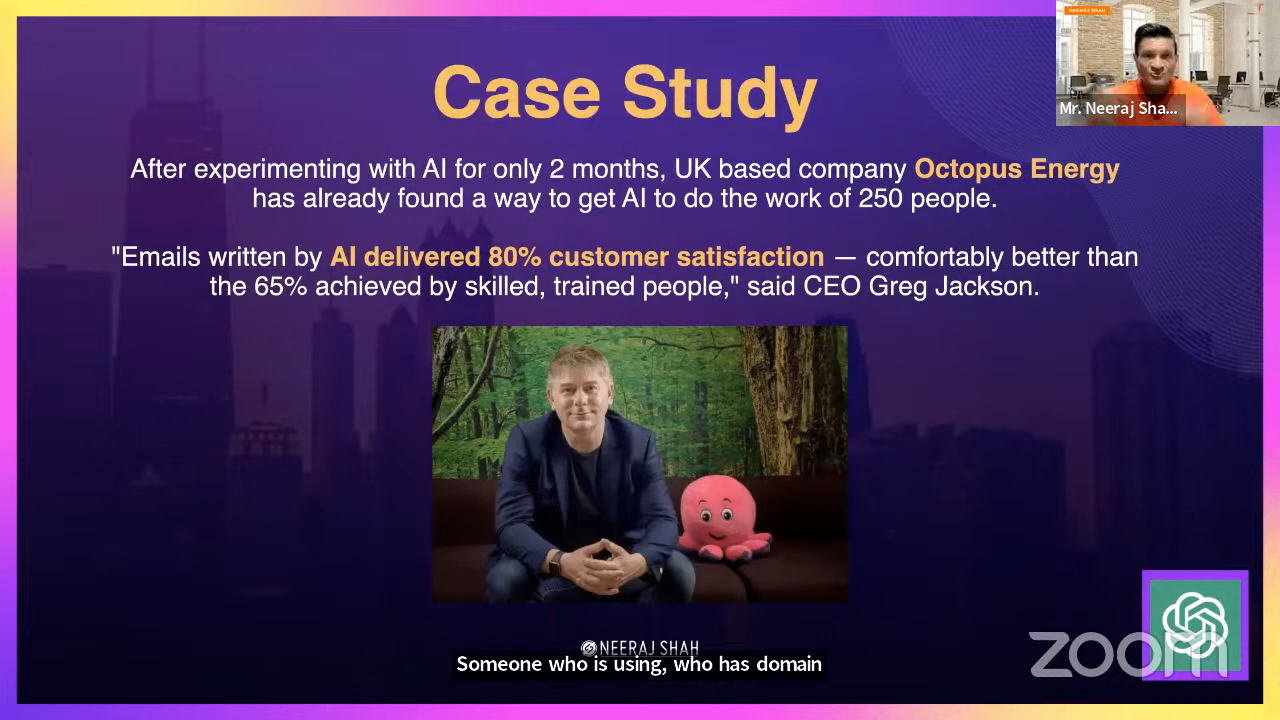 NEERAJ SHAH
Mr. Neeraj Sha...
Case Study
After experimenting with AI for only 2 months, UK based company Octopus Energy
has already found a way to get AI to do the work of 250 people.
"Emails written by AI delivered 80% customer satisfaction — comfortably better than
the 65% achieved by skilled, trained people," said CEO Greg Jackson.
NEERAJ SHAH
Someone who is using, who has domain
zoom